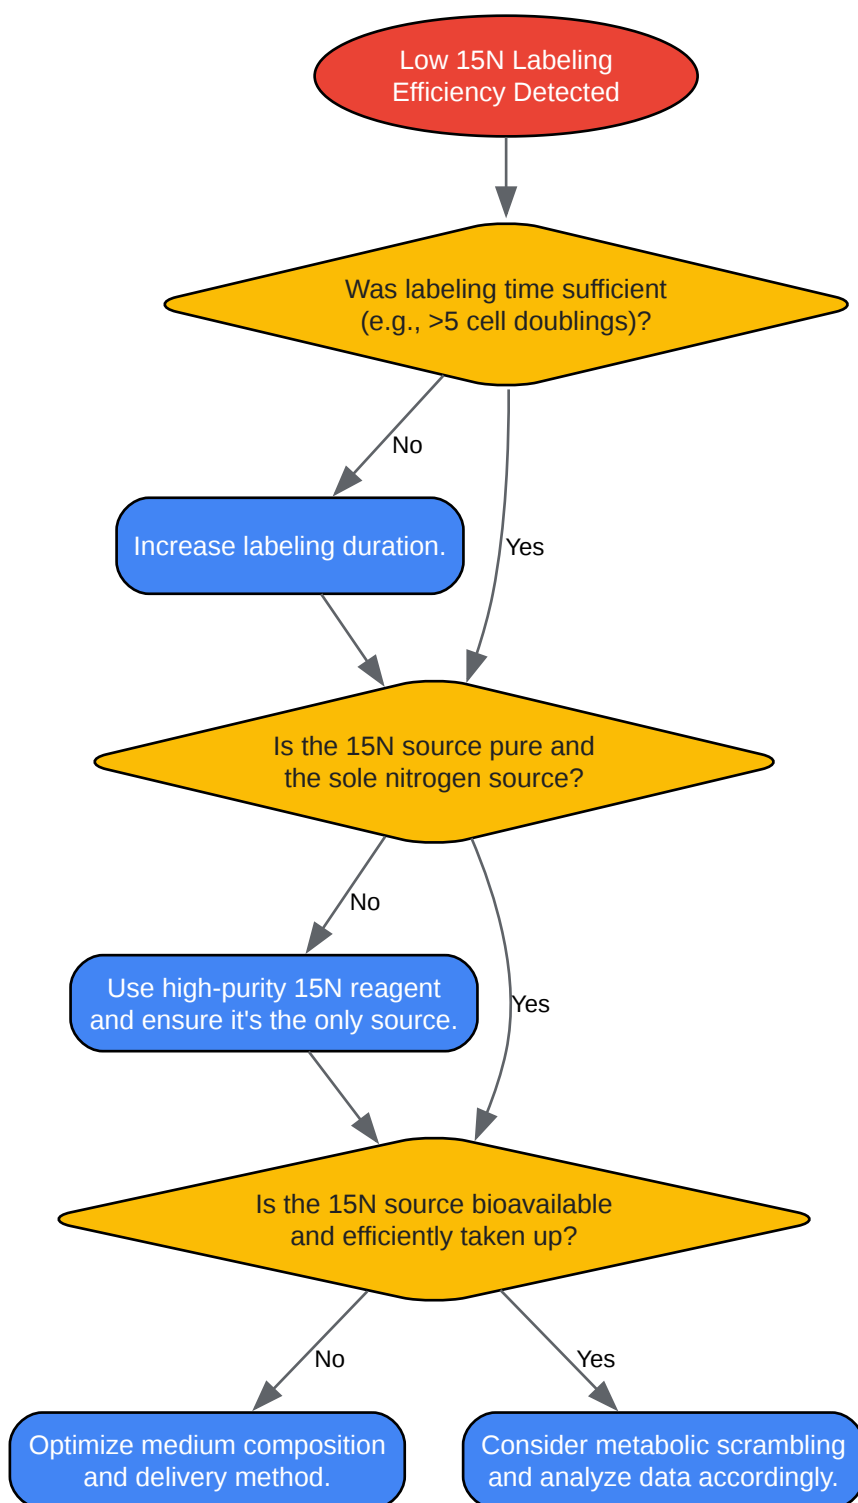 Low 15N Labeling
Efficiency Detected
Was labeling time sufficient
(e.g., >5 cell doublings)?
No
Yes
Increase labeling duration.
Is the 15N source pure and
the sole nitrogen source?
No
Yes
Use high-purity 15N reagent
and ensure it's the only source.
Is the 15N source bioavailable
and efficiently taken up?
No
Yes
Optimize medium composition
and delivery method.
Consider metabolic scrambling
and analyze data accordingly.